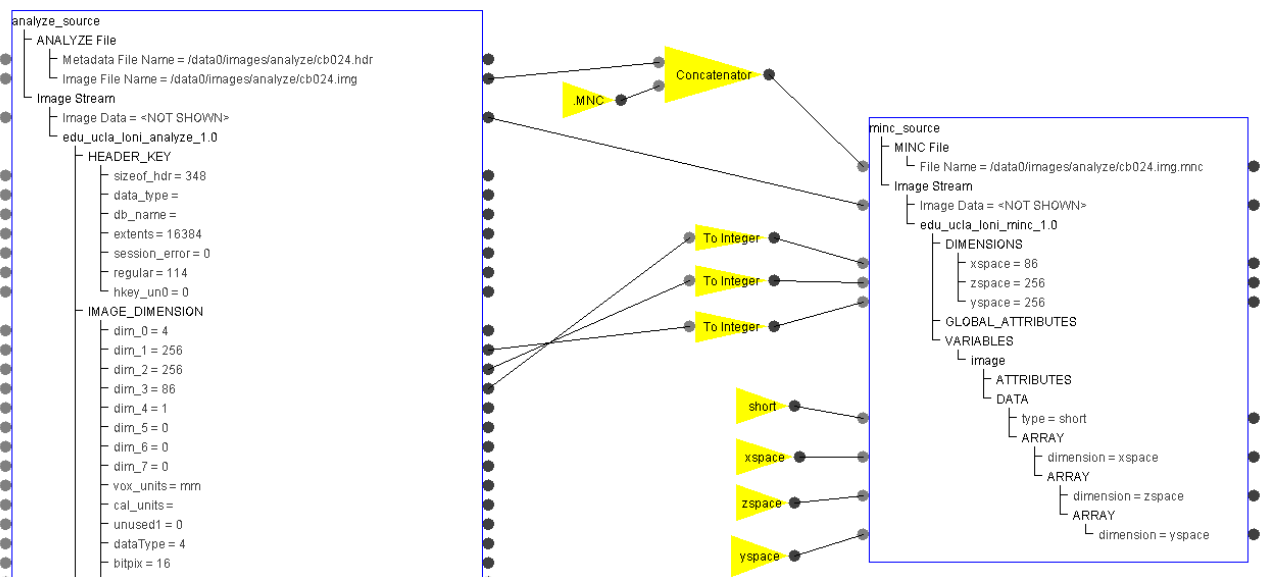 analyze_source
ANALYZE File
Metadata File Name = /data0/images/analyze/cb024.hdr
Image File Name = /data0/images/analyze/cb024.img
Image Stream
Image Data = <NOT SHOWN>
edu_ucla_loni_analyze_1.0
HEADER_KEY
sizeof_hdr = 348
data_type =
db_name =
extents = 16384
session_error = 0
regular = 114
hkey_un0 = 0
IMAGE_DIMENSION
dim_0 = 4
dim_1 = 256
dim_2 = 256
dim_3 = 86
dim_4 = 1
dim_5 = 0
dim_6 = 0
dim_7 = 0
vox_units = mm
cal_units =
unused1 = 0
dataType = 4
bitpix = 16
Concatenator
.MNC
To Integer
To Integer
To Integer
short
xspace
zspace
yspace
minc_source
MINC File
File Name = /data0/images/analyze/cb024.img.mnc
Image Stream
Image Data = <NOT SHOWN>
edu_ucla_loni_minc_1.0
DIMENSIONS
xspace = 86
zspace = 256
yspace = 256
GLOBAL_ATTRIBUTES
VARIABLES
image
ATTRIBUTES
DATA
type = short
ARRAY
dimension = xspace
ARRAY
dimension = zspace
ARRAY
dimension = yspace